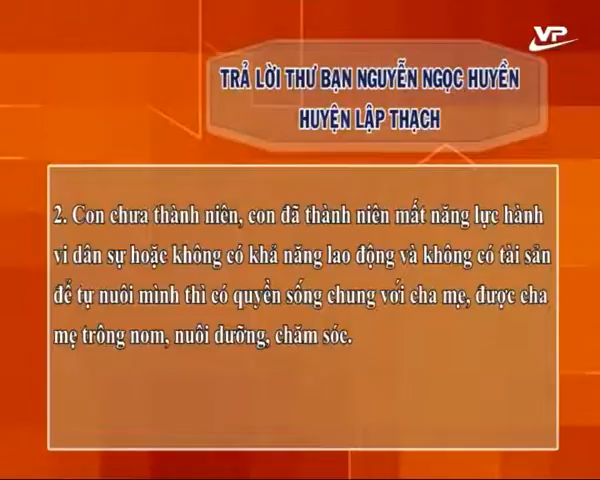 VP
TRẢ LỜI THƯ BẠN NGUYỄN NGỌC HUYỀN
HUYỆN LẬP THẠCH
2. Con chưa thành niên, con đã thành niên mất năng lực hành
vi dân sự hoặc không có khả năng lao động và không có tài sản
để tự nuôi mình thì có quyền sống chung với cha mẹ, được cha
mẹ trông nom, nuôi dưỡng, chăm sóc.